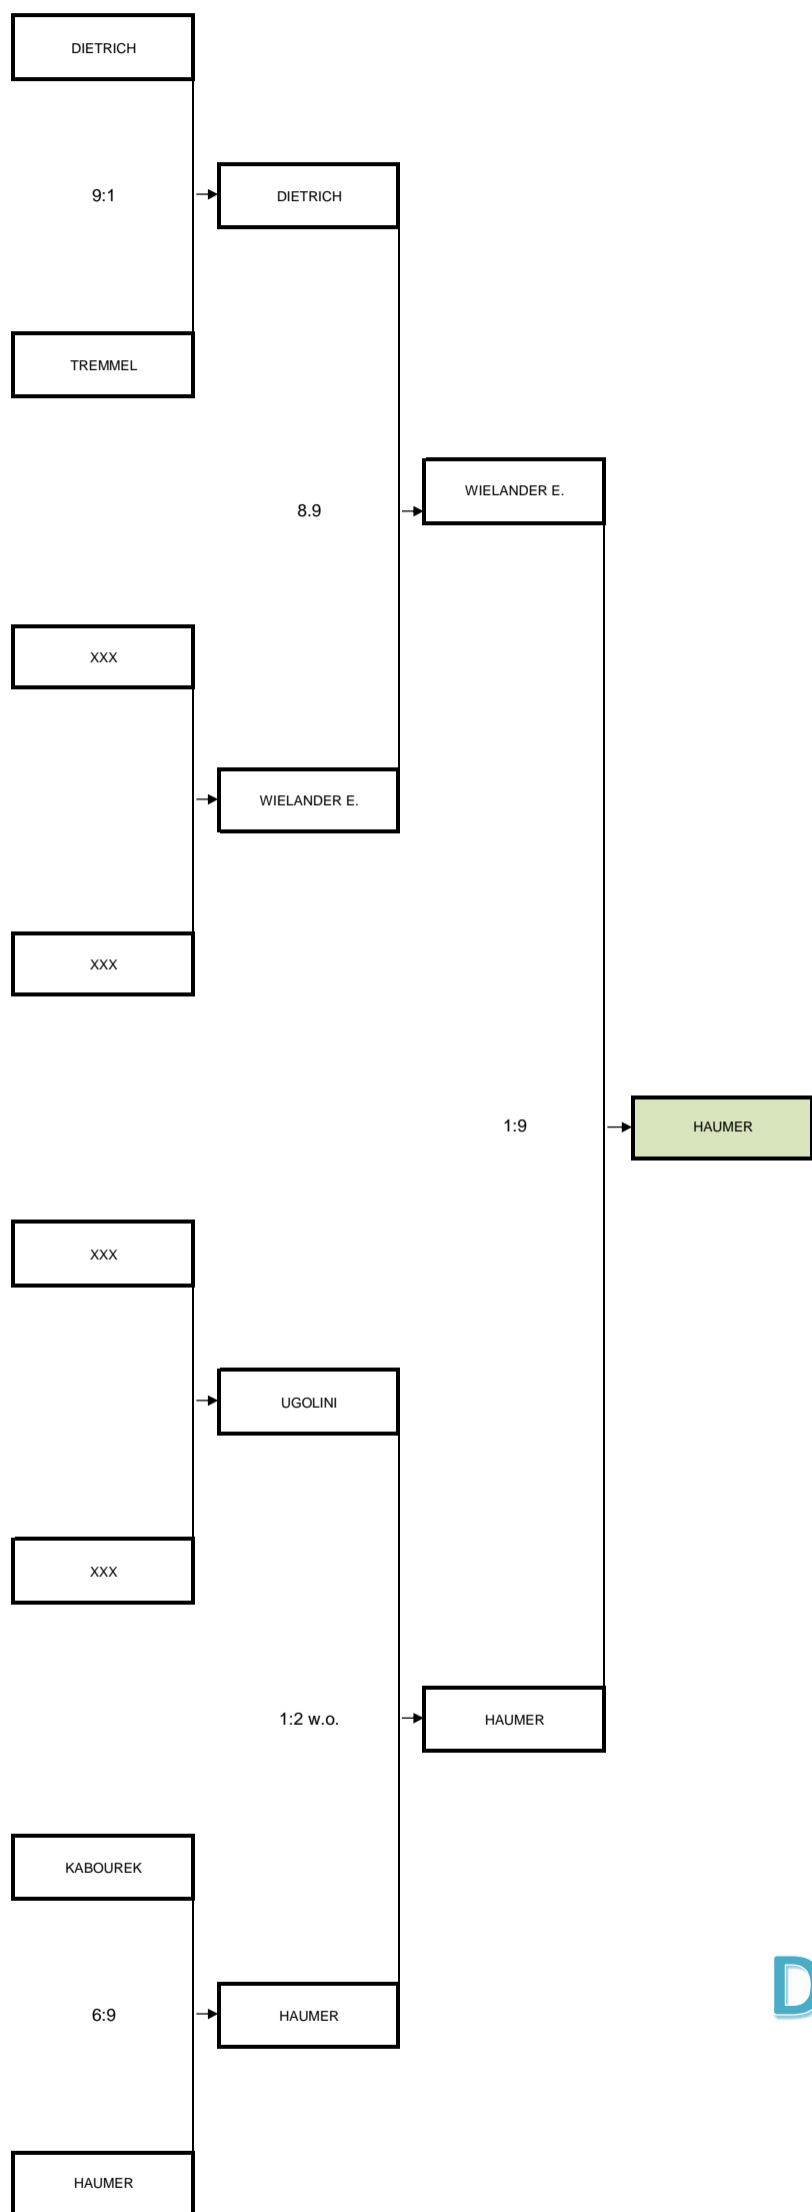 DIETRICH
9:1
DIETRICH
TREMMEL
WIELANDER E.
8.9
XXX
WIELANDER E.
XXX
1:9
HAUMER
XXX
UGOLINI
XXX
1:2 w.o.
HAUMER
KABOUREK
D
6:9
HAUMER
HAUMER